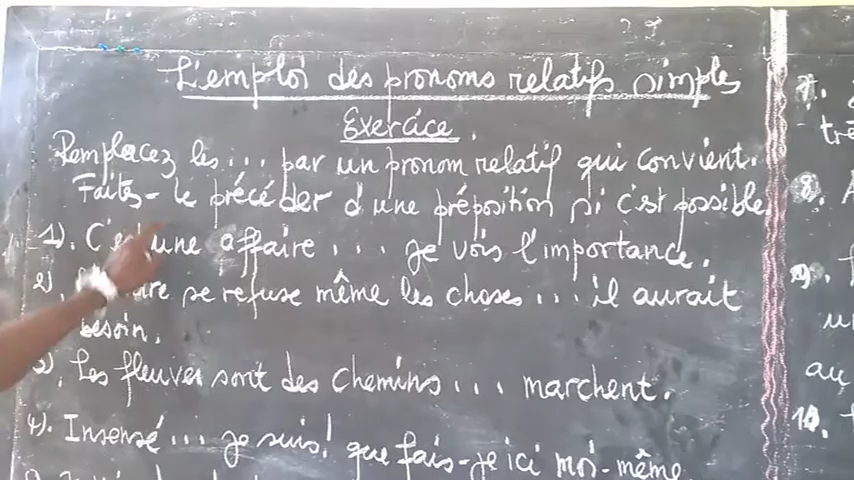 L'emploi des pronoms relatifs simples
Exercice.
Remplacez les... par un pronom relatif qui convient.
Faites-le précéder d'une préposition si c'est possible.
1). C'est une affaire... je vois l'importance.
2). se refuse même les choses... il aurait
besoin.
3). Les fleuves sont des chemins... marchent.
4). Insensé... je suis! que fais-je ici moi-même
7).
8).
9).
au
10).